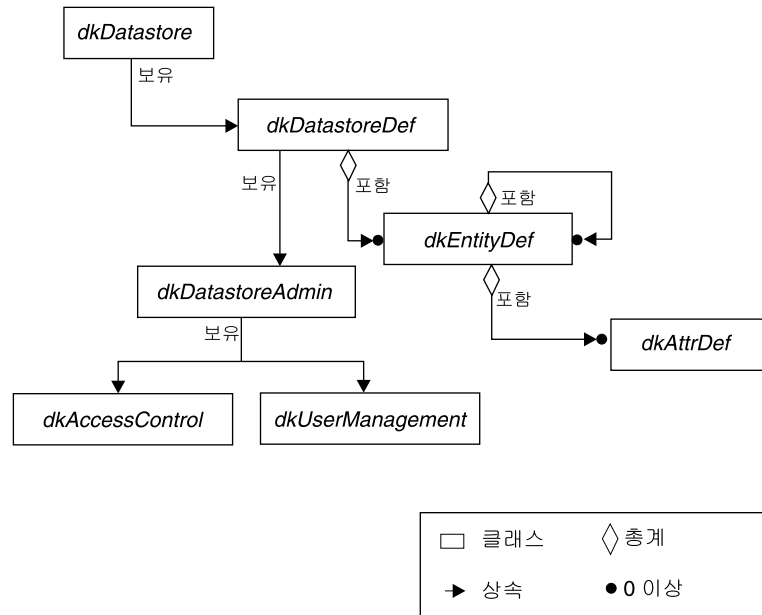 dkDatastore
보유
dkDatastoreDef
보유
포함
포함
dkEntityDef
dkDatastoreAdmin
포함
보유
dkAttrDef
dkAccessControl
dkUserManagement
클래스
총계
상속
0 이상